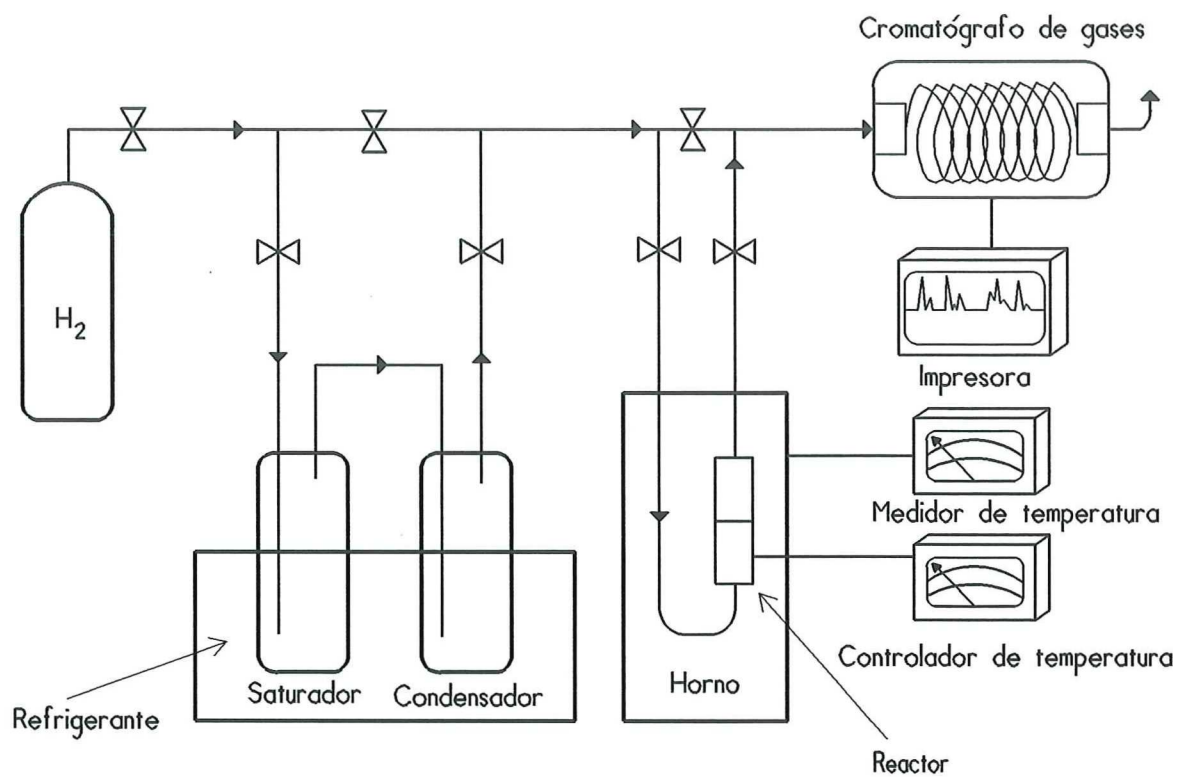 Cromatógrafo de gases
H₂
Impresora
Medidor de temperatura
Controlador de temperatura
Saturador
Condensador
Horno
Refrigerante
Reactor